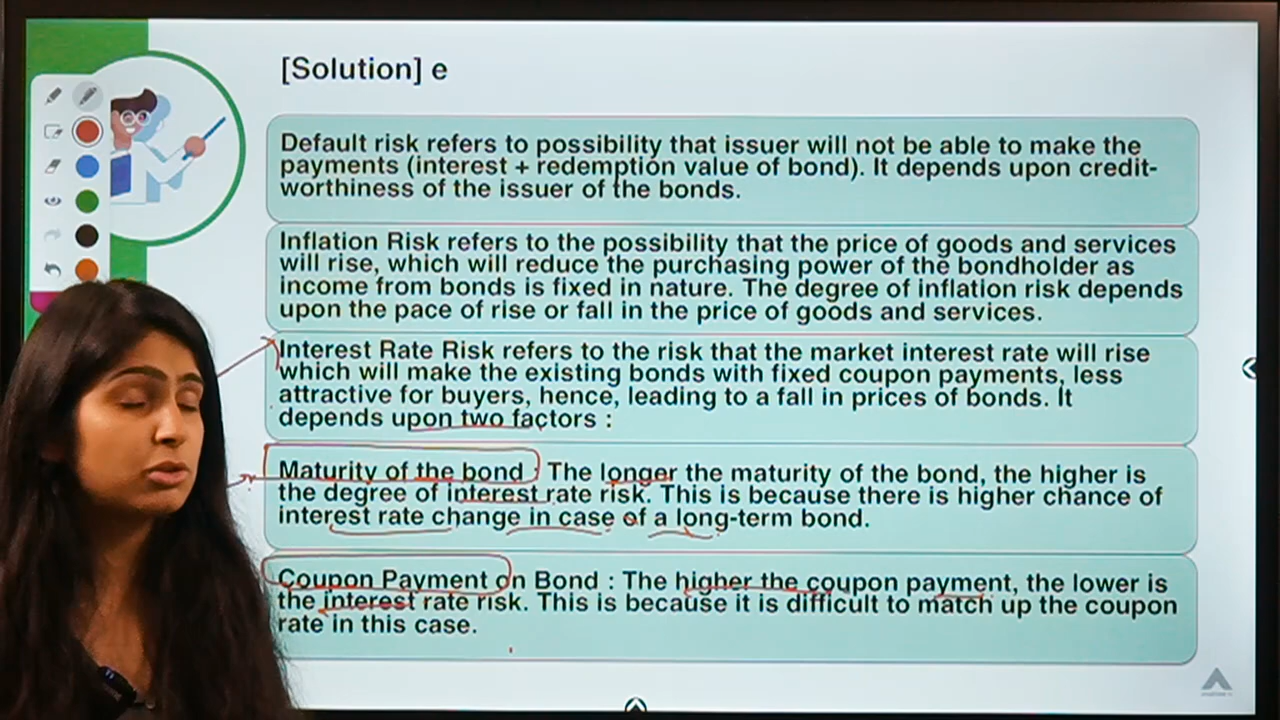 [Solution] e
Default risk refers to possibility that issuer will not be able to make the
payments (interest + redemption value of bond). It depends upon credit-
worthiness of the issuer of the bonds.
Inflation Risk refers to the possibility that the price of goods and services
will rise, which will reduce the purchasing power of the bondholder as
income from bonds is fixed in nature. The degree of inflation risk depends
upon the pace of rise or fall in the price of goods and services.
Interest Rate Risk refers to the risk that the market interest rate will rise
which will make the existing bonds with fixed coupon payments, less
attractive for buyers, hence, leading to a fall in prices of bonds. It
depends upon two factors :
Maturity of the bond : The longer the maturity of the bond, the higher is
the degree of interest rate risk. This is because there is higher chance of
interest rate change in case of a long-term bond.
Coupon Payment on Bond : The higher the coupon payment, the lower is
the interest rate risk. This is because it is difficult to match up the coupon
rate in this case.